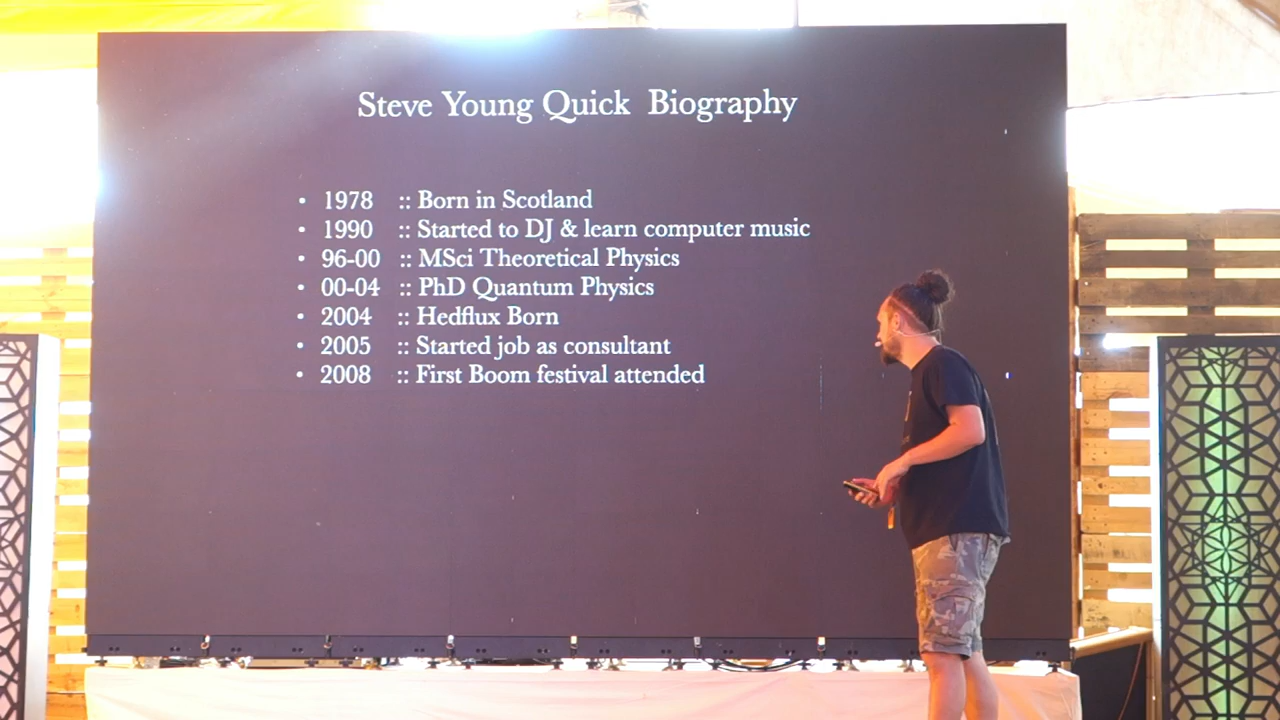 Steve Young Quick Biography
• 1978 :: Born in Scotland
• 1990 :: Started to DJ & learn computer music
• 96-00 :: MSci Theoretical Physics
• 00-04 :: PhD Quantum Physics
• 2004 :: Hedflux Born
• 2005 :: Started job as consultant
• 2008 :: First Boom festival attended